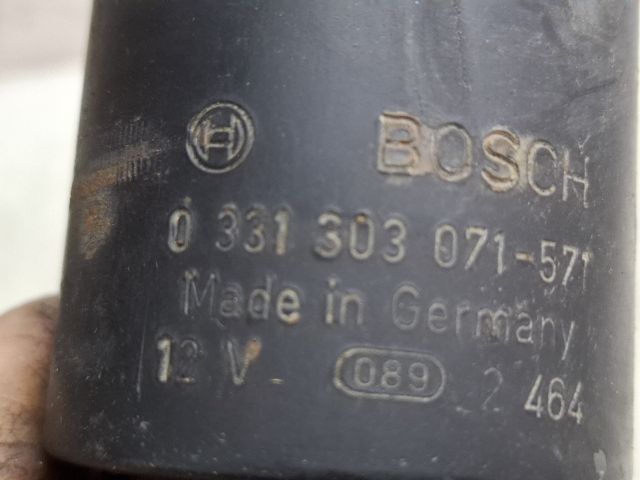 BOSCH
0 331 303 071-571
Made in Germany
12 V 089 2 464